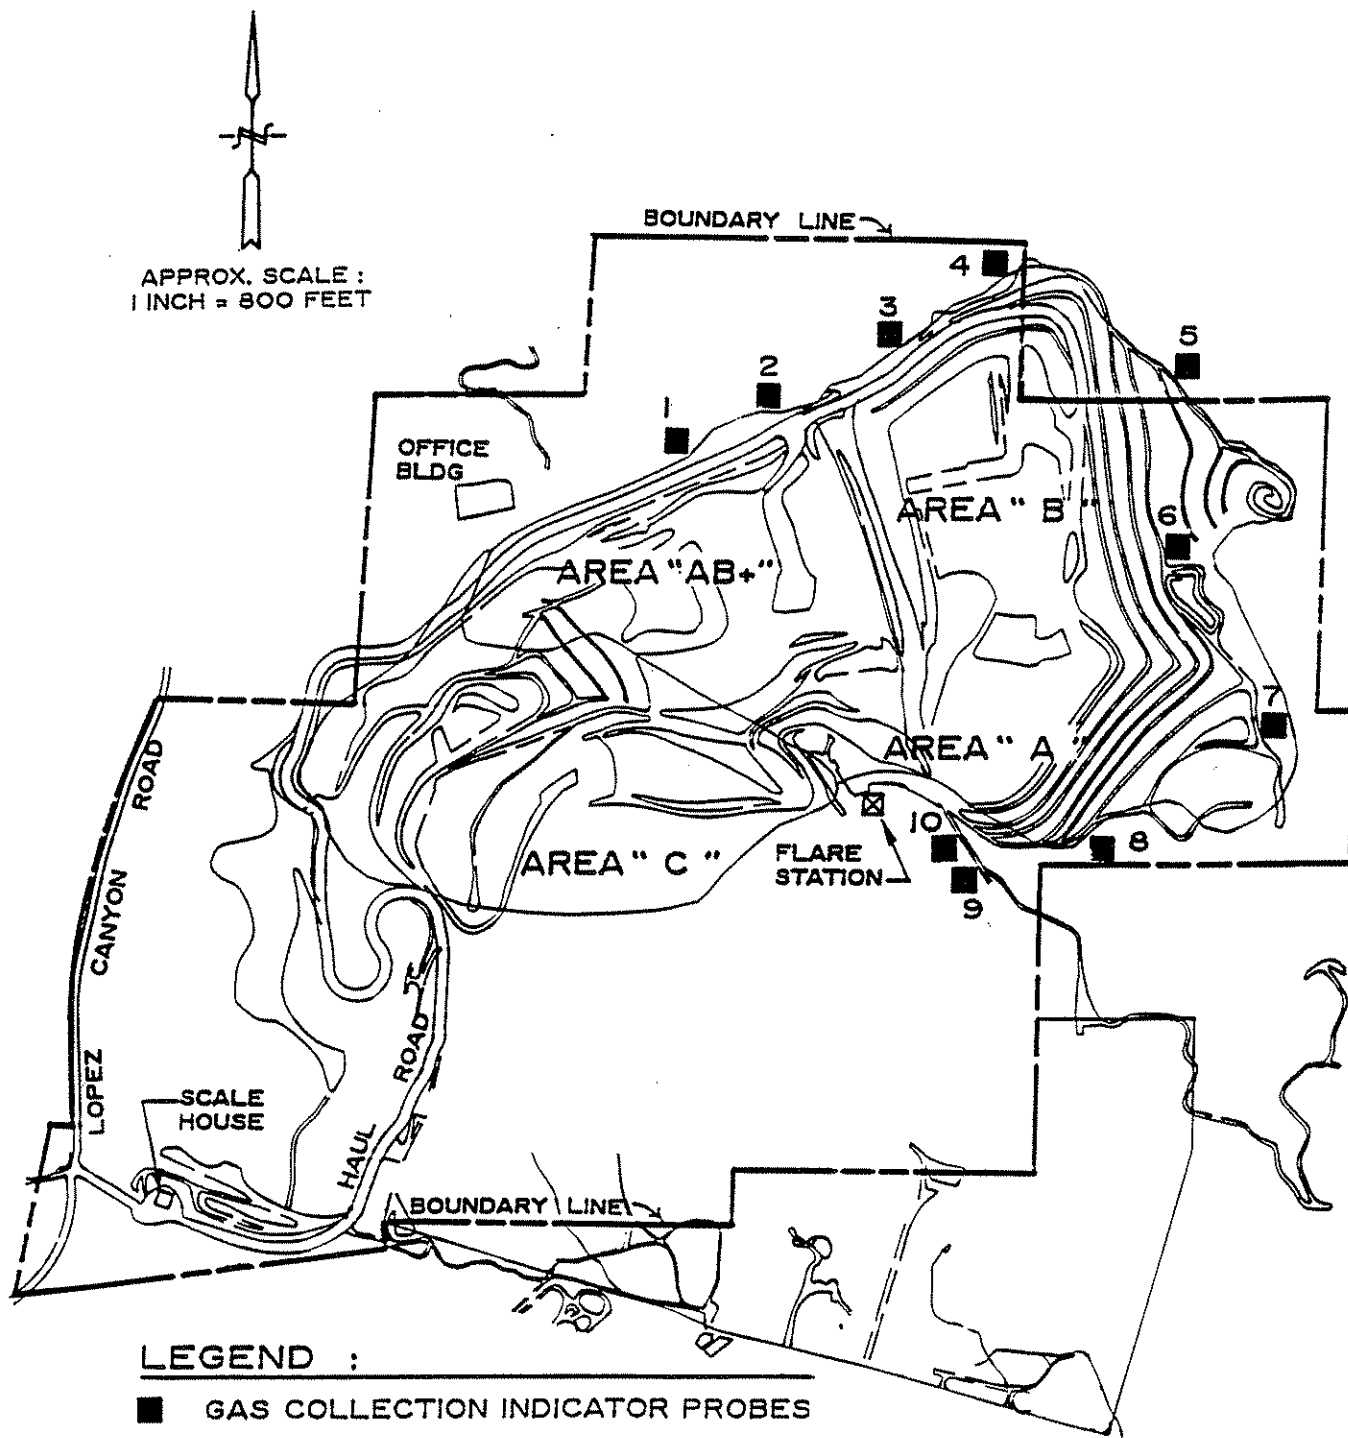 N
APPROX. SCALE :
1 INCH = 800 FEET
BOUNDARY LINE
4
3
5
2
1
OFFICE
BLDG
AREA " B "
6
AREA "AB+"
7
ROAD
AREA " A "
10
8
FLARE
STATION
AREA " C "
9
CANYON
ROAD
LOPEZ
SCALE
HOUSE
HAUL
BOUNDARY LINE
LEGEND :
GAS COLLECTION INDICATOR PROBES